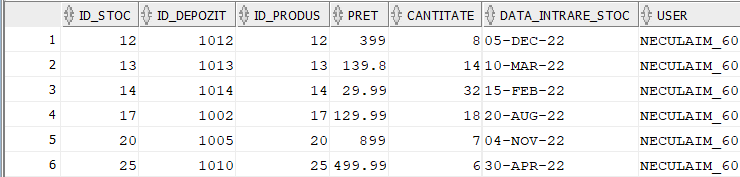 ID_STOC ID_DEPOZIT ID_PRODUS PRET CANTITATE DATA_INTRARE_STOC USER
1 12 1012 12 399 8 05-DEC-22 NECULAIM_60
2 13 1013 13 139.8 14 10-MAR-22 NECULAIM_60
3 14 1014 14 29.99 32 15-FEB-22 NECULAIM_60
4 17 1002 17 129.99 18 20-AUG-22 NECULAIM_60
5 20 1005 20 899 7 04-NOV-22 NECULAIM_60
6 25 1010 25 499.99 6 30-APR-22 NECULAIM_60